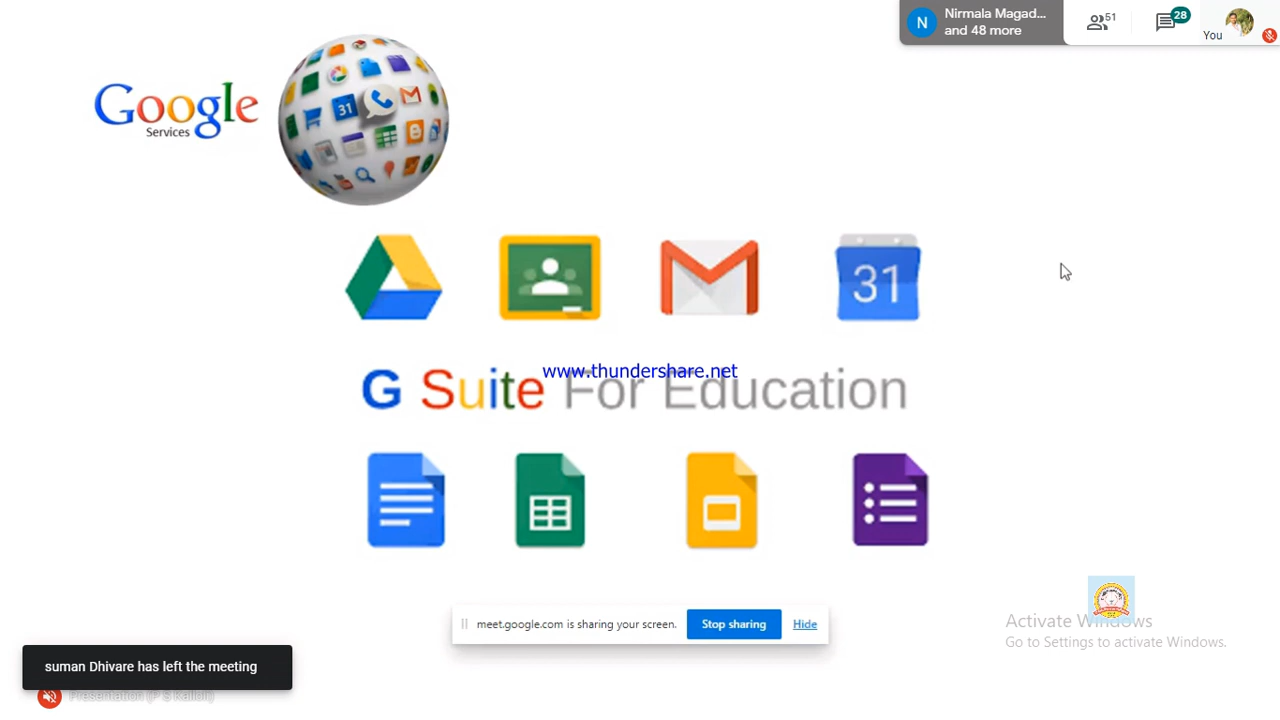 Nirmala Magad...
and 48 more
N
51
28
You
Google
Services
31
31
www.thundershare.net
G Suite For Education
meet.google.com is sharing your screen.
Stop sharing
Hide
Activate Windows
Go to Settings to activate Windows.
suman Dhivare has left the meeting